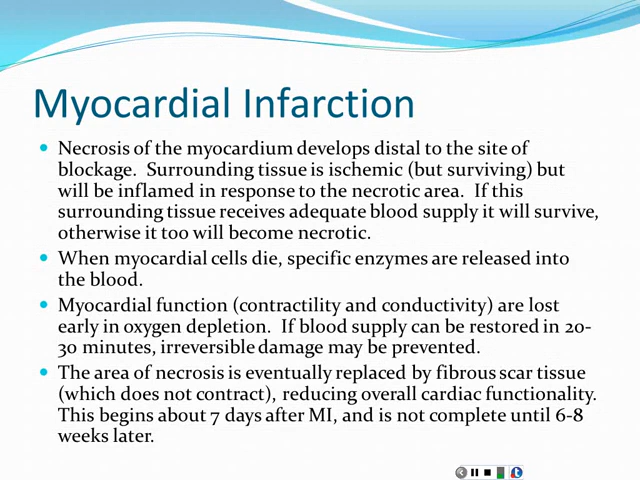 Myocardial Infarction
Necrosis of the myocardium develops distal to the site of
blockage. Surrounding tissue is ischemic (but surviving) but
will be inflamed in response to the necrotic area. If this
surrounding tissue receives adequate blood supply it will survive,
otherwise it too will become necrotic.
When myocardial cells die, specific enzymes are released into
the blood.
Myocardial function (contractility and conductivity) are lost
early in oxygen depletion. If blood supply can be restored in 20-
30 minutes, irreversible damage may be prevented.
The area of necrosis is eventually replaced by fibrous scar tissue
(which does not contract), reducing overall cardiac functionality.
This begins about 7 days after MI, and is not complete until 6-8
weeks later.